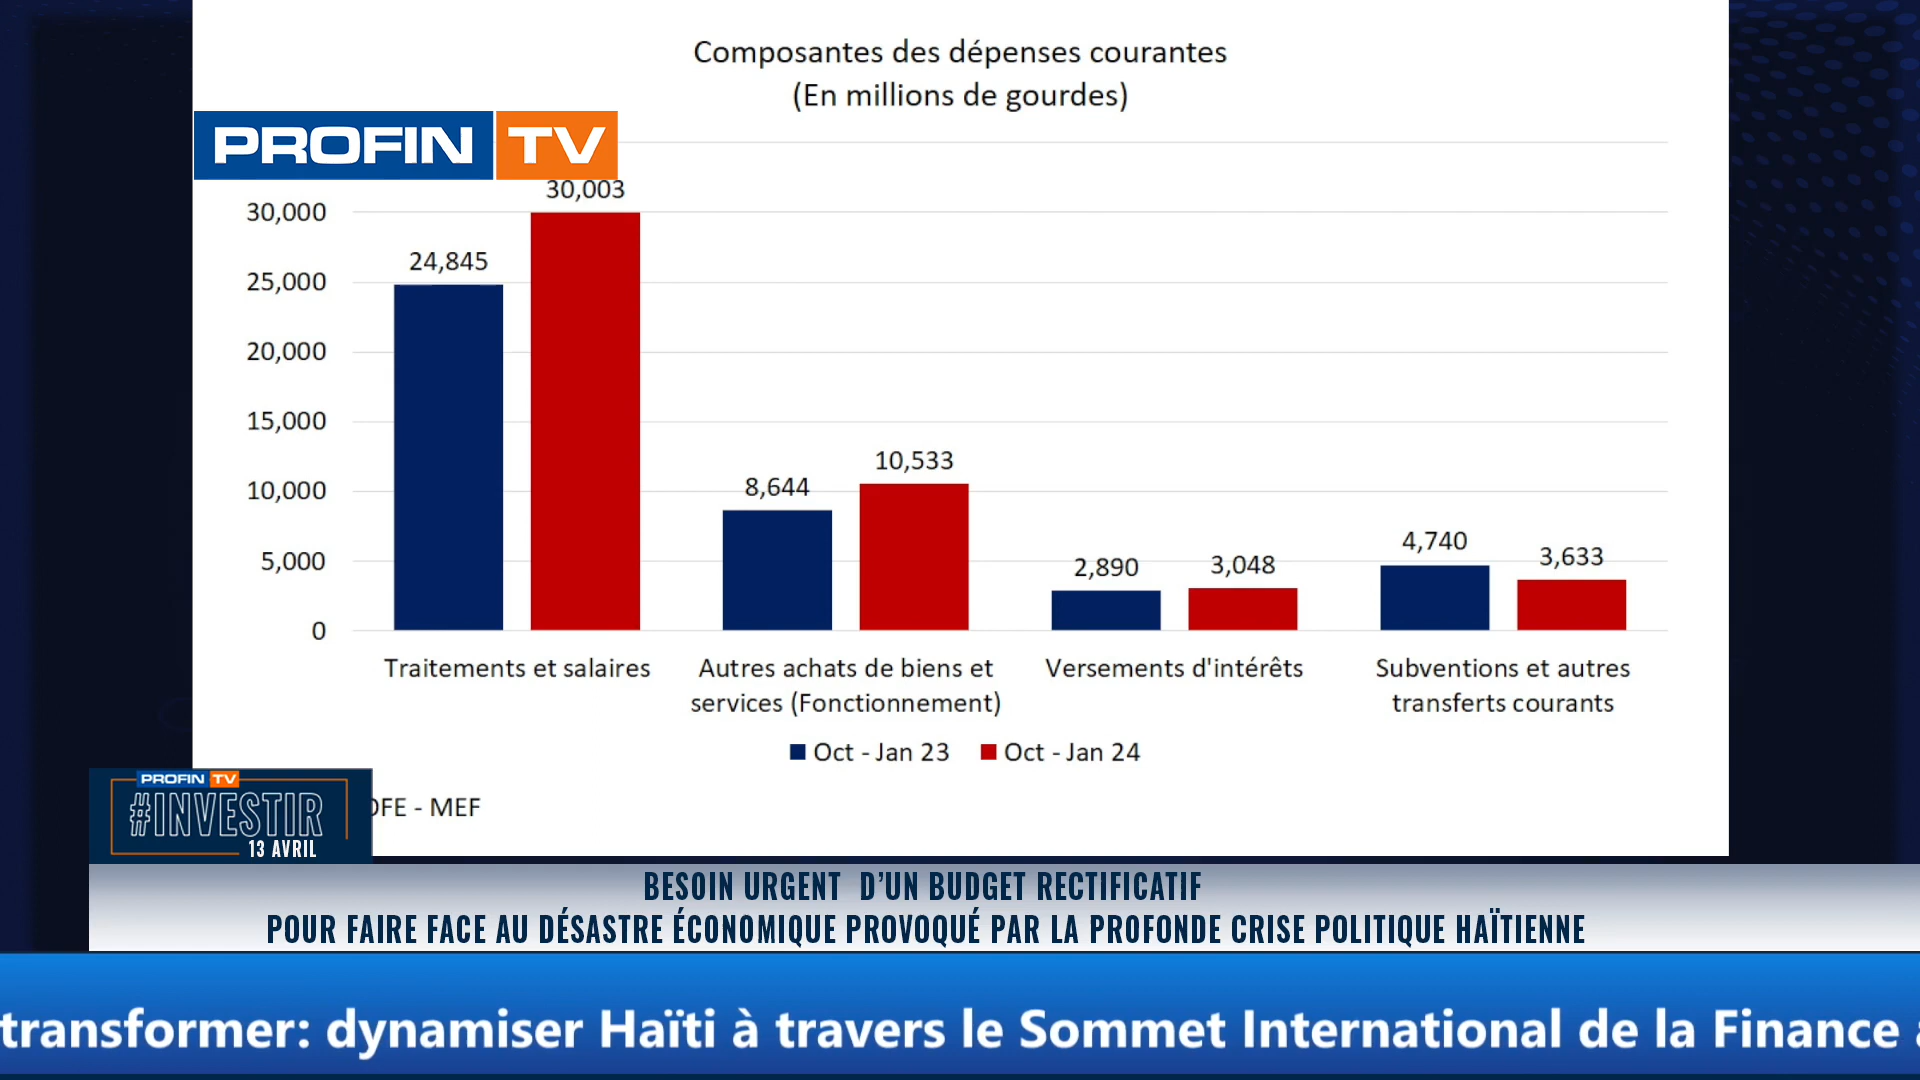 Composantes des dépenses courantes
(En millions de gourdes)
PROFIN TV
30,003
30,000
24,845
25,000
20,000
15,000
10,533
8,644
10,000
4,740
3,633
2,890
3,048
5,000
0
Traitements et salaires
Autres achats de biens et
services (Fonctionnement)
Versements d'intérêts
Subventions et autres
transferts courants
Oct - Jan 23
Oct - Jan 24
PROFIN TV
#INVESTIR
13 AVRIL
DFE - MEF
BESOIN URGENT D’UN BUDGET RECTIFICATIF
POUR FAIRE FACE AU DÉSASTRE ÉCONOMIQUE PROVOQUÉ PAR LA PROFONDE CRISE POLITIQUE HAÏTIENNE
transformer: dynamiser Haïti à travers le Sommet International de la Finance